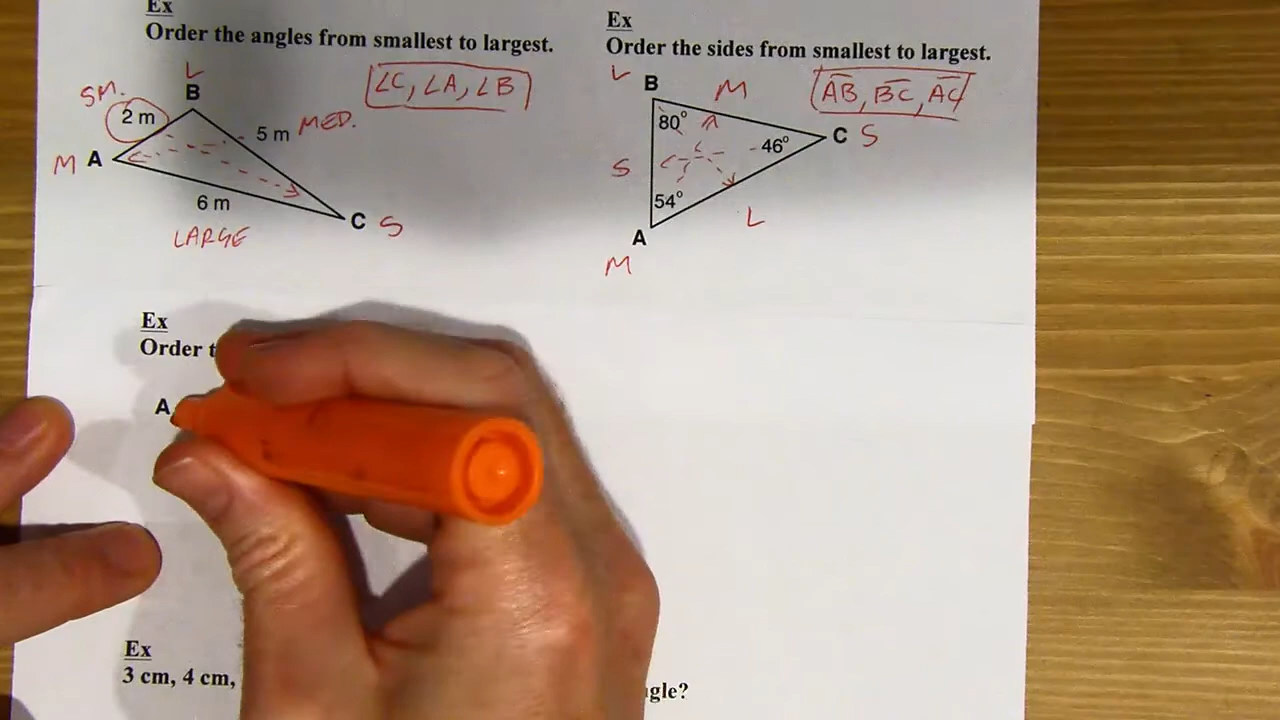 Ex
Order the angles from smallest to largest.
∠C, ∠A, ∠B
L
B
SM.
2 m
5 m MED.
M A
6 m
C S
LARGE
Ex
Order the sides from smallest to largest.
AB, BC, AC
L B
M
80°
46°
C S
S
54°
L
A
M
Ex
Order
A
Ex
3 cm, 4 cm,